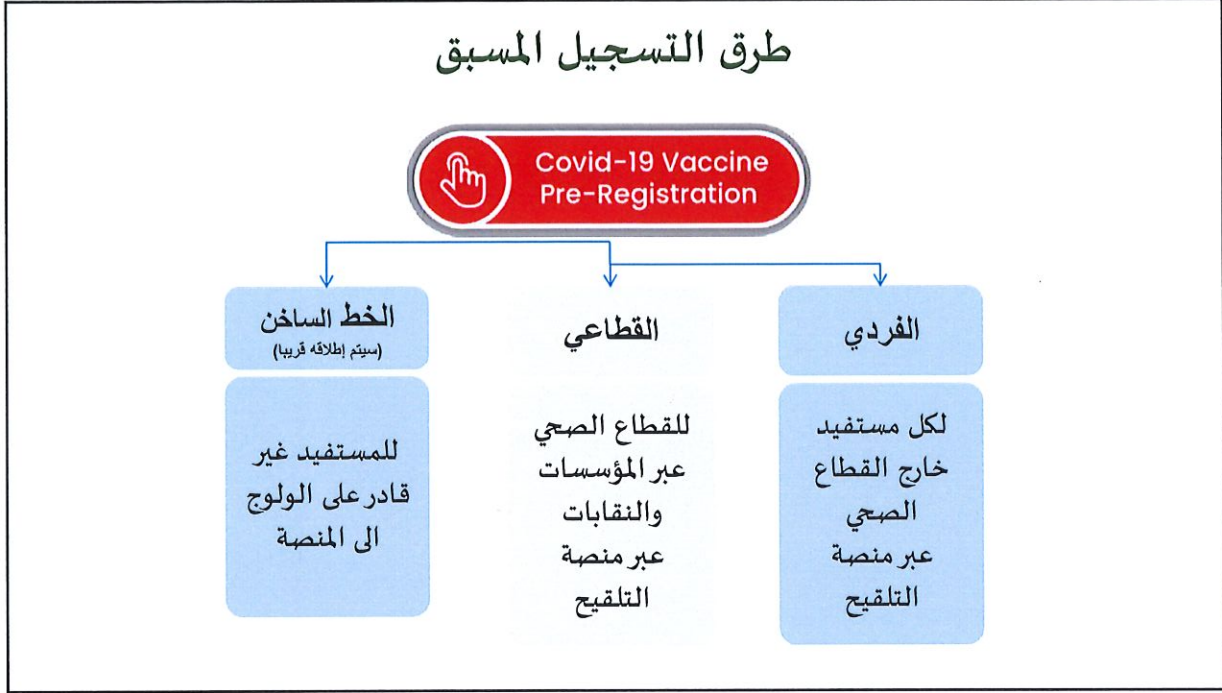 طرق التسجيل المسبق
Covid-19 Vaccine
Pre-Registration
الفردي
لكل مستفيد
خارج القطاع
الصحي
عبر منصة
التلقيح
القطاعي
للقطاع الصحي
عبر المؤسسات
والنقابات
عبر منصة
التلقيح
الخط الساخن
(سيتم إطلاقه قريبا)
للمستفيد غير
قادر على الولوج
الى المنصة